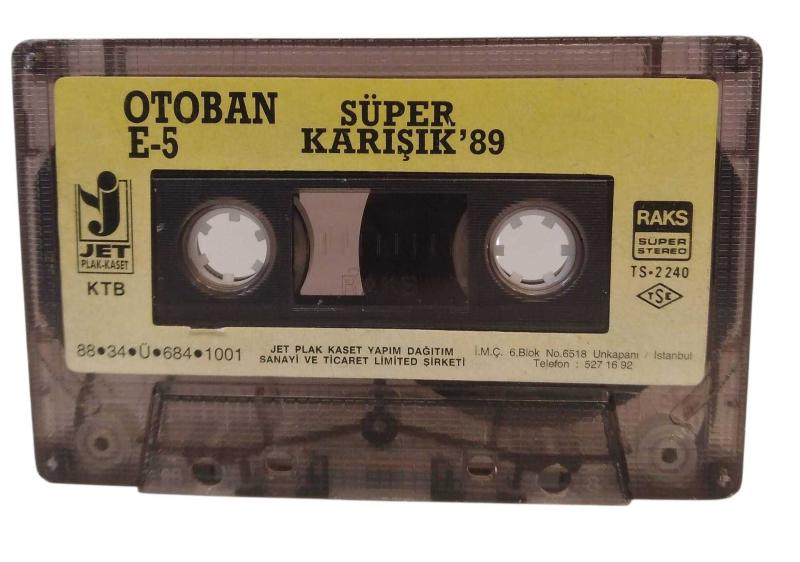 OTOBAN
E-5
SÜPER
KARIŞIK'89
JET
PLAK-KASET
KTB
RAKS
RAKS
SÜPER
STEREO
TS•2240
TSE
88•34•Ü•684•1001
JET PLAK KASET YAPIM DAĞITIM
SANAYİ VE TİCARET LİMİTED ŞİRKETİ
İ.M.Ç. 6.Blok No.6518 Unkapanı / İstanbul
Telefon : 527 16 92